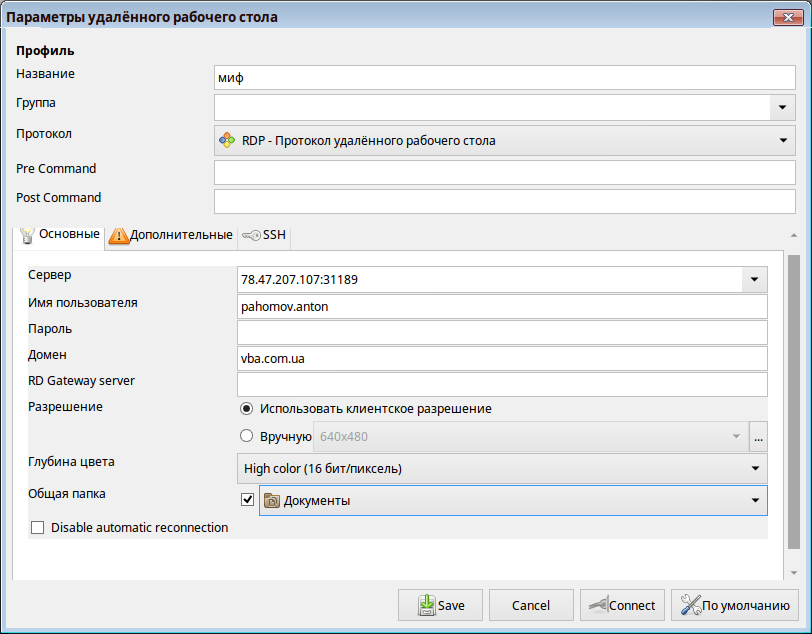 Параметры удалённого рабочего стола
Профиль
Название миф
Группа
Протокол RDP - Протокол удалённого рабочего стола
Pre Command
Post Command
Основные Дополнительные SSH
Сервер 78.47.207.107:31189
Имя пользователя pahomov.anton
Пароль
Домен vba.com.ua
RD Gateway server
Разрешение Использовать клиентское разрешение
Вручную 640x480 ...
Глубина цвета High color (16 бит/пиксель)
Общая папка Документы
Disable automatic reconnection
Save Cancel Connect По умолчанию